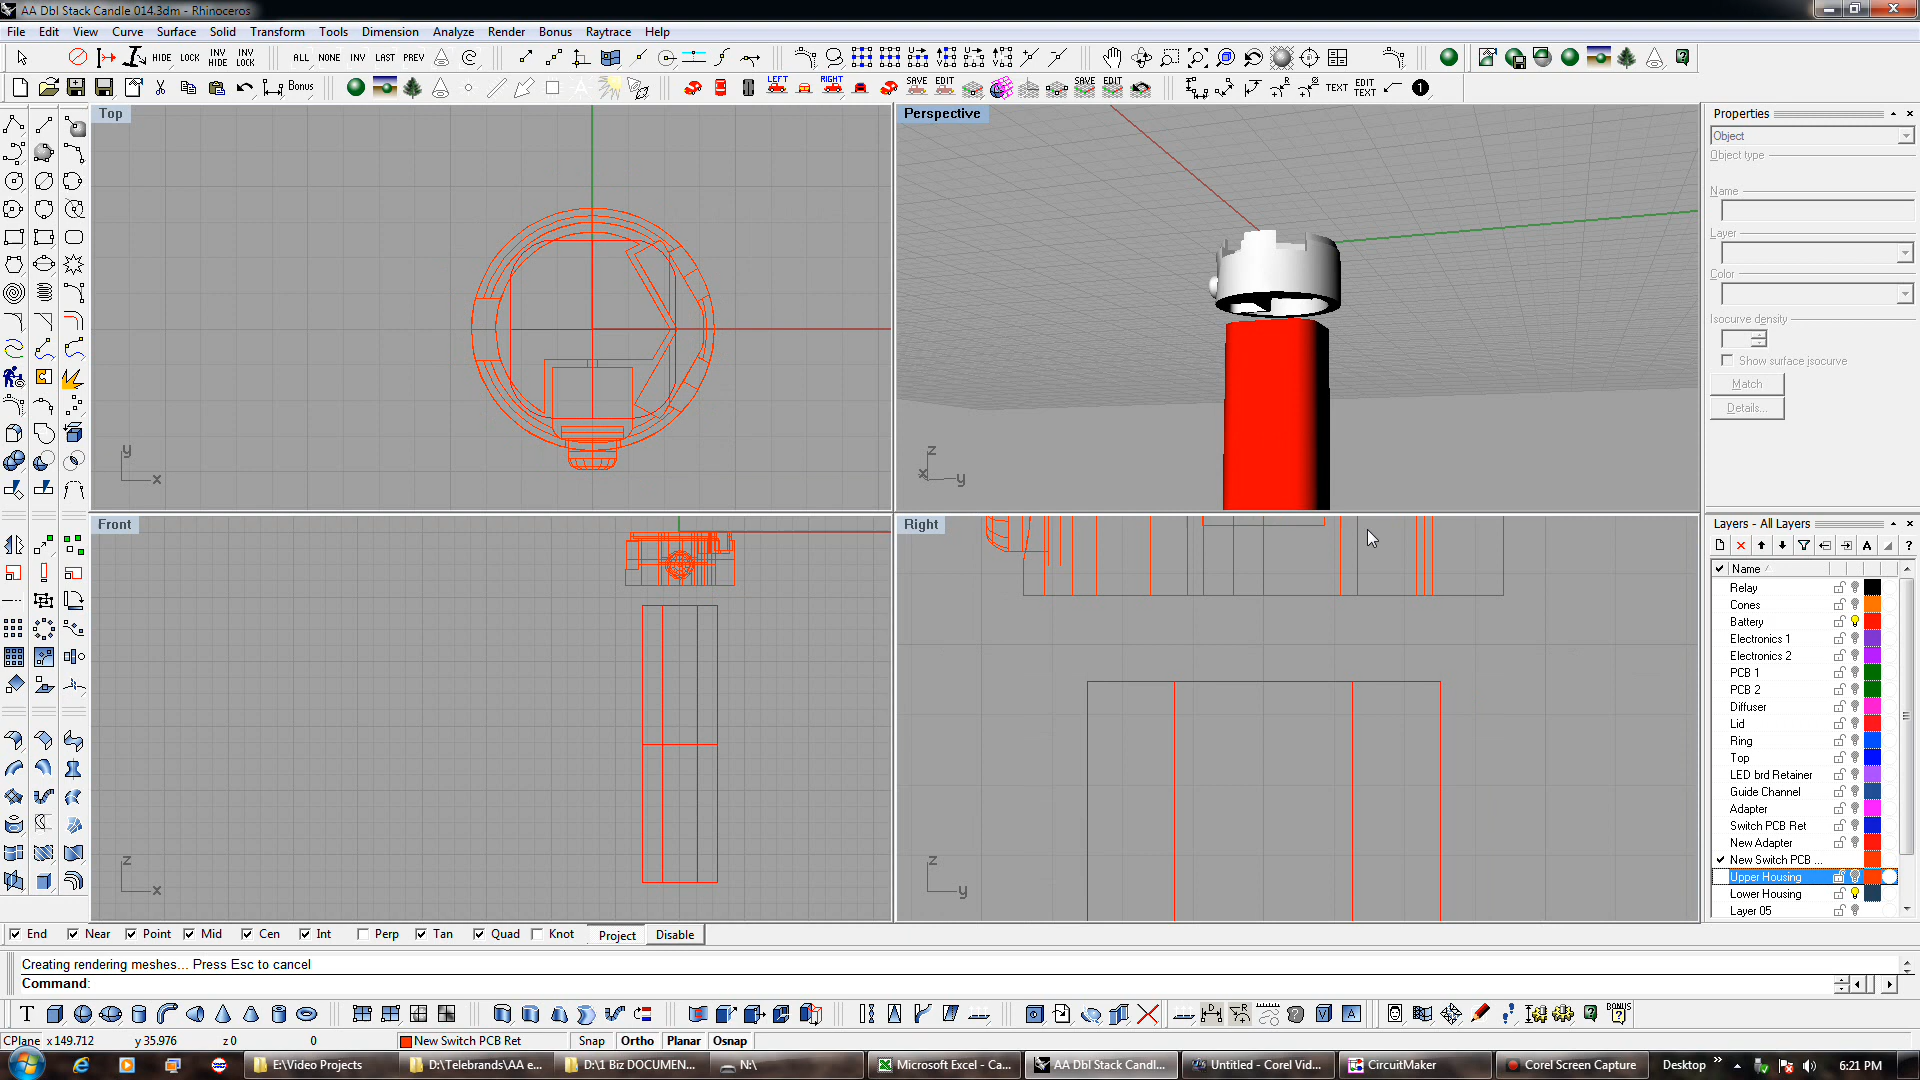 AA Dbl Stack Candle 014.3dm - Rhinoceros
File Edit View Curve Surface Solid Transform Tools Dimension Analyze Render Bonus Raytrace Help
HIDE LOCK INV HIDE INV LOCK ALL NONE INV LAST PREV
Bonus LEFT RIGHT SAVE EDIT SAVE EDIT TEXT EDIT TEXT 1
Top
Perspective
Front
Right
y
x
z
x
y
z
x
z
y
Properties
Object
Object type
Name
Layer
Color
Isocurve density
Show surface isocurve
Match
Details...
Layers - All Layers
Name
Relay
Cones
Battery
Electronics 1
Electronics 2
PCB 1
PCB 2
Diffuser
Lid
Ring
Top
LED brd Retainer
Guide Channel
Adapter
Switch PCB Ret
New Adapter
New Switch PCB ...
Upper Housing
Lower Housing
Layer 05
End Near Point Mid Cen Int Perp Tan Quad Knot Project Disable
Creating rendering meshes... Press Esc to cancel
Command:
CPlane x 149.712 y 35.976 z 0 0 New Switch PCB Ret Snap Ortho Planar Osnap
E:\Video Projects D:\Telebrands\AA e... D:\1 Biz DOCUMEN... N:\ Microsoft Excel - Ca... AA Dbl Stack Candl... Untitled - Corel Vid... CircuitMaker Corel Screen Capture Desktop 6:21 PM